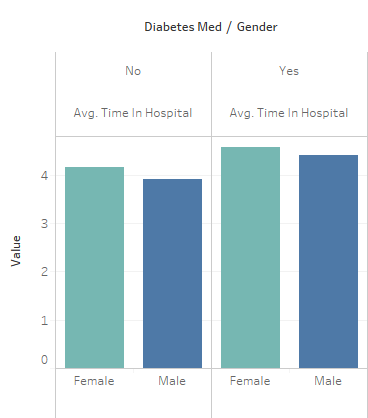 Diabetes Med / Gender
No Yes
Avg. Time In Hospital Avg. Time In Hospital
Value
4
3
2
1
0
Female Male Female Male